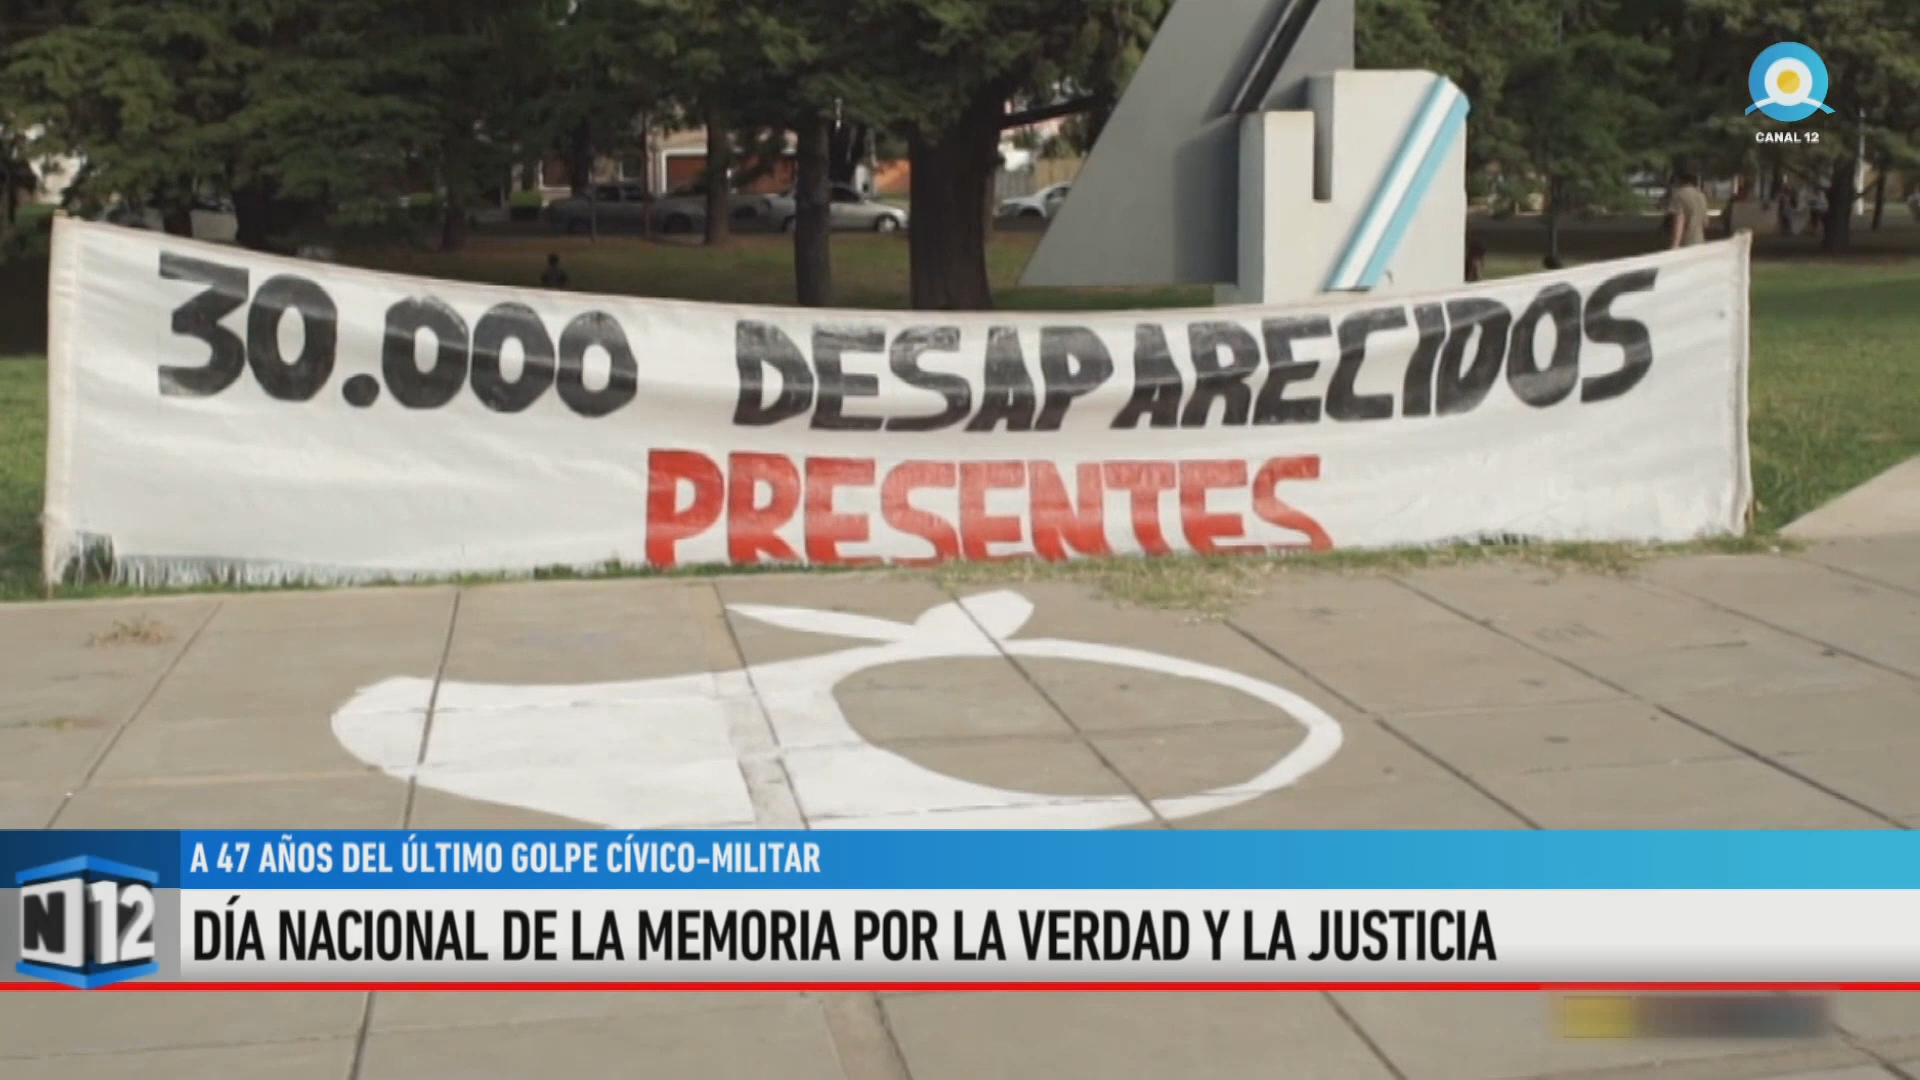 CANAL 12
30.000 DESAPARECIDOS
PRESENTES
A 47 AÑOS DEL ÚLTIMO GOLPE CÍVICO-MILITAR
N12
DÍA NACIONAL DE LA MEMORIA POR LA VERDAD Y LA JUSTICIA